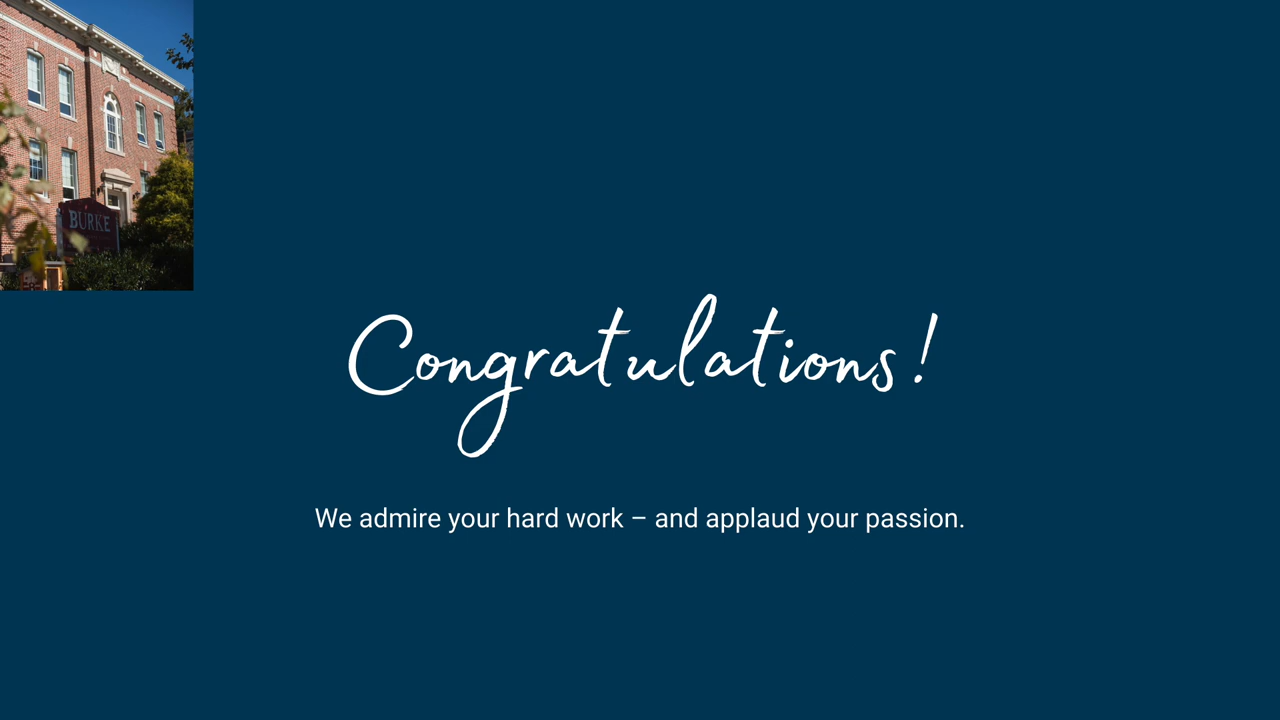 BURKE
Congratulations!
We admire your hard work – and applaud your passion.